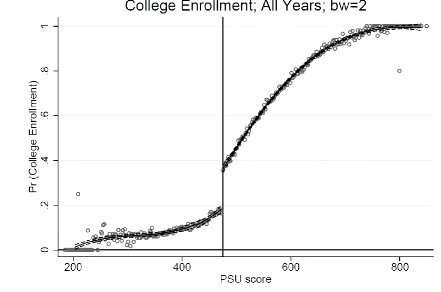 College Enrollment; All Years; bw=2
Pr (College Enrollment)
1
.8
.6
.4
.2
0
200 400 600 800
PSU score